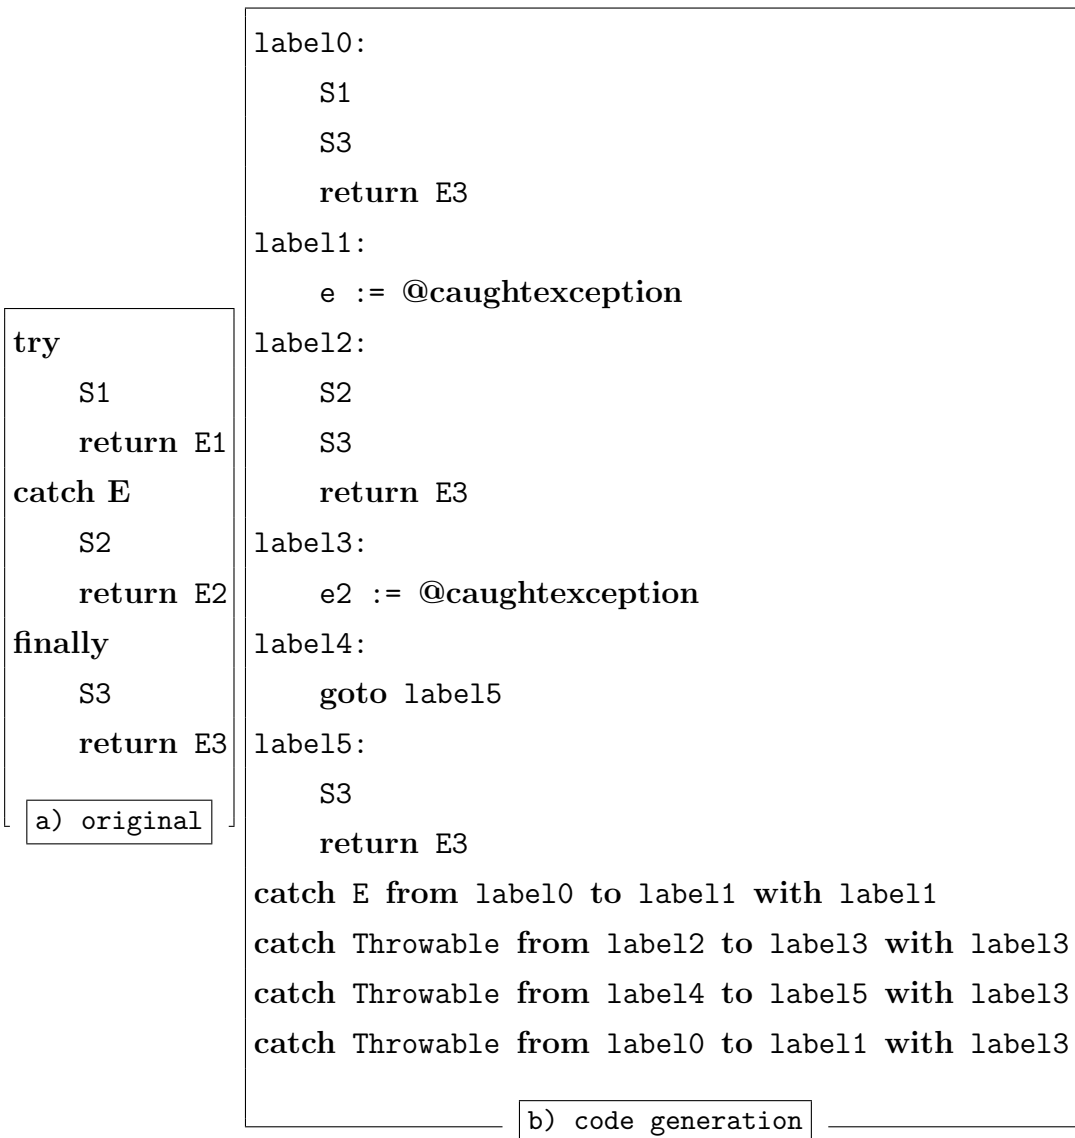 try
    S1
    return E1
catch E
    S2
    return E2
finally
    S3
    return E3
a) original
label0:
    S1
    S3
    return E3
label1:
    e := @caughtexception
label2:
    S2
    S3
    return E3
label3:
    e2 := @caughtexception
label4:
    goto label5
label5:
    S3
    return E3
catch E from label0 to label1 with label1
catch Throwable from label2 to label3 with label3
catch Throwable from label4 to label5 with label3
catch Throwable from label0 to label1 with label3
b) code generation